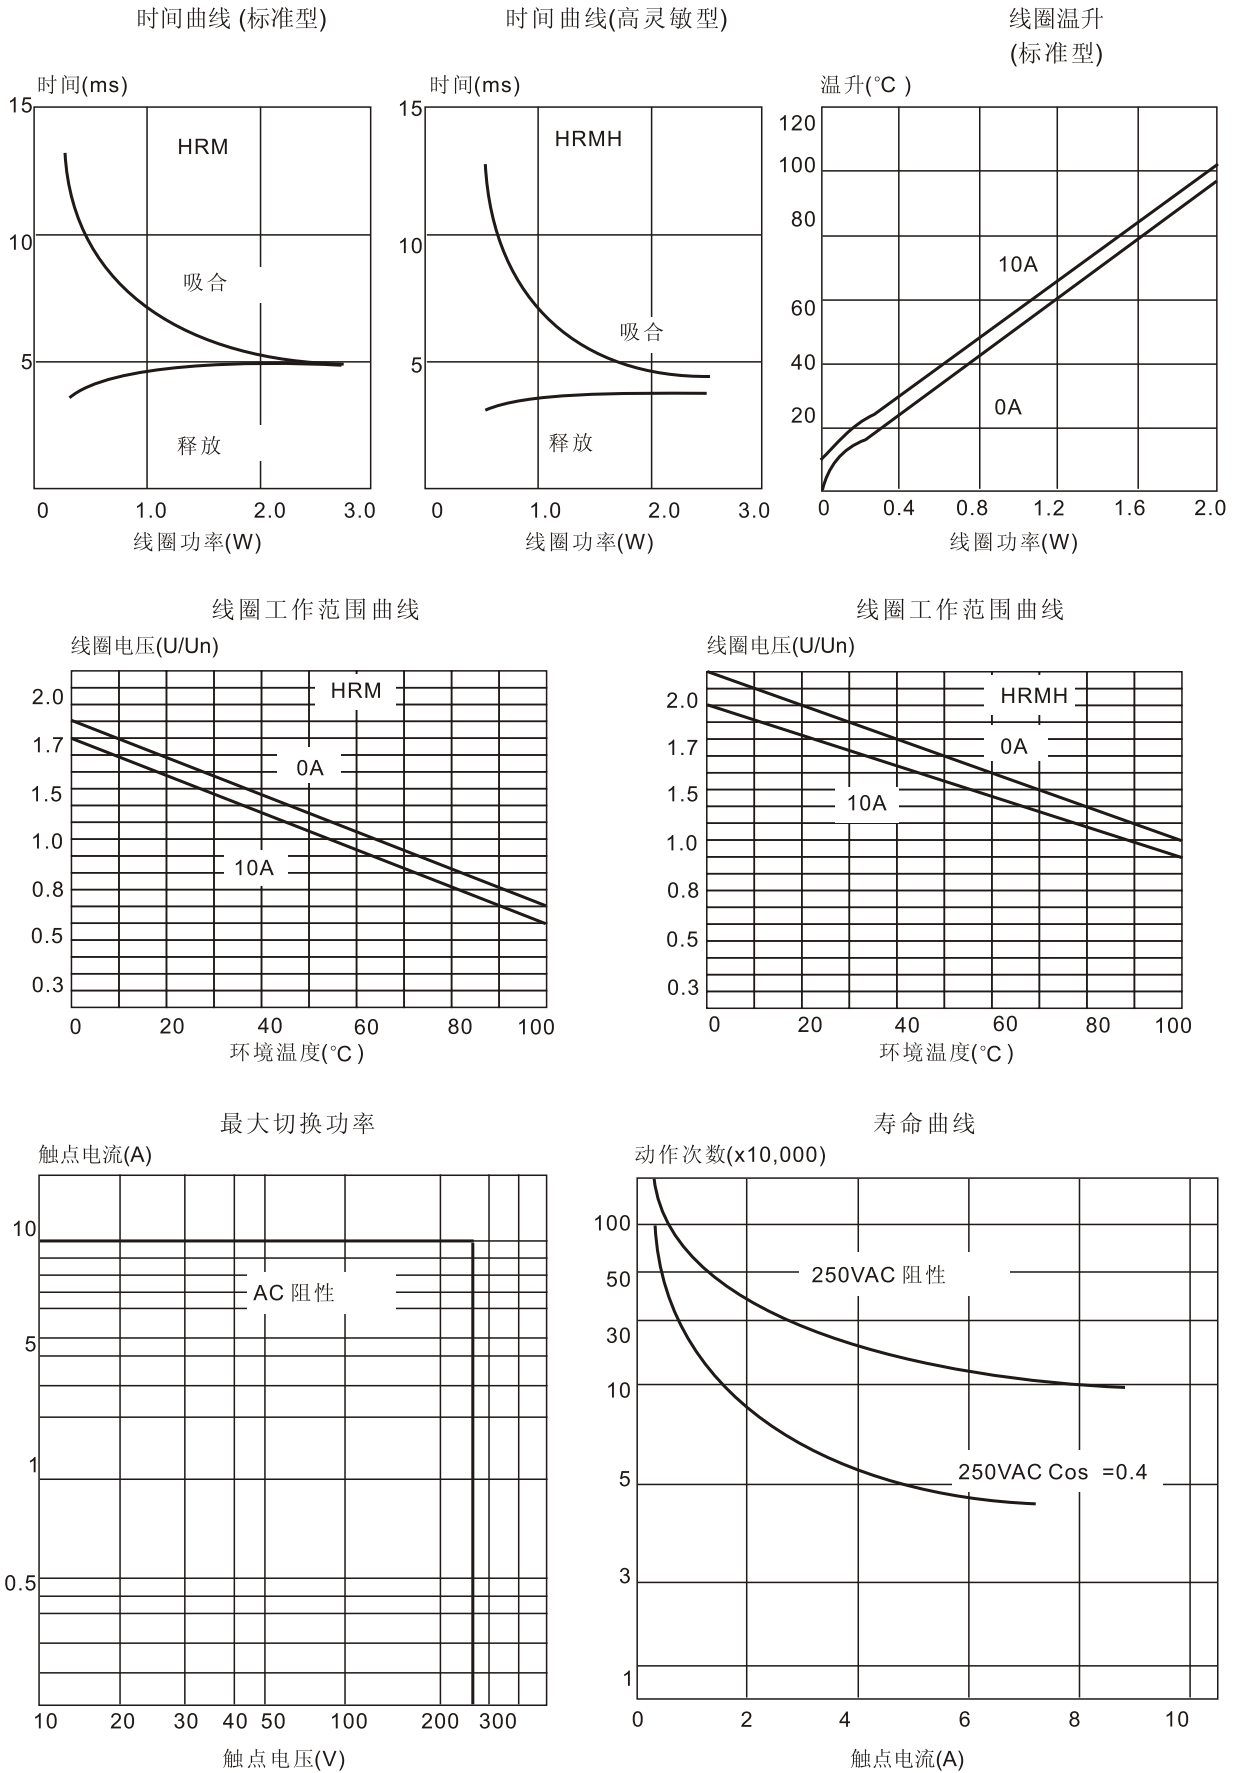 时间曲线 (标准型)
时间(ms)
15
10
5
HRM
吸合
释放
0 1.0 2.0 3.0
线圈功率(W)
时间曲线(高灵敏型)
时间(ms)
15
10
5
HRMH
吸合
释放
0 1.0 2.0 3.0
线圈功率(W)
线圈温升
(标准型)
温升(°C )
120
100
80
60
40
20
10A
0A
0 0.4 0.8 1.2 1.6 2.0
线圈功率(W)
线圈工作范围曲线
线圈电压(U/Un)
2.0
1.7
1.5
1.0
0.8
0.5
0.3
HRM
0A
10A
0 20 40 60 80 100
环境温度(°C )
线圈工作范围曲线
线圈电压(U/Un)
2.0
1.7
1.5
1.0
0.8
0.5
0.3
HRMH
0A
10A
0 20 40 60 80 100
环境温度(°C )
最大切换功率
触点电流(A)
10
5
1
0.5
AC 阻性
10 20 30 40 50 100 200 300
触点电压(V)
寿命曲线
动作次数(x10,000)
100
50
30
10
5
3
1
250VAC 阻性
250VAC Cos =0.4
0 2 4 6 8 10
触点电流(A)